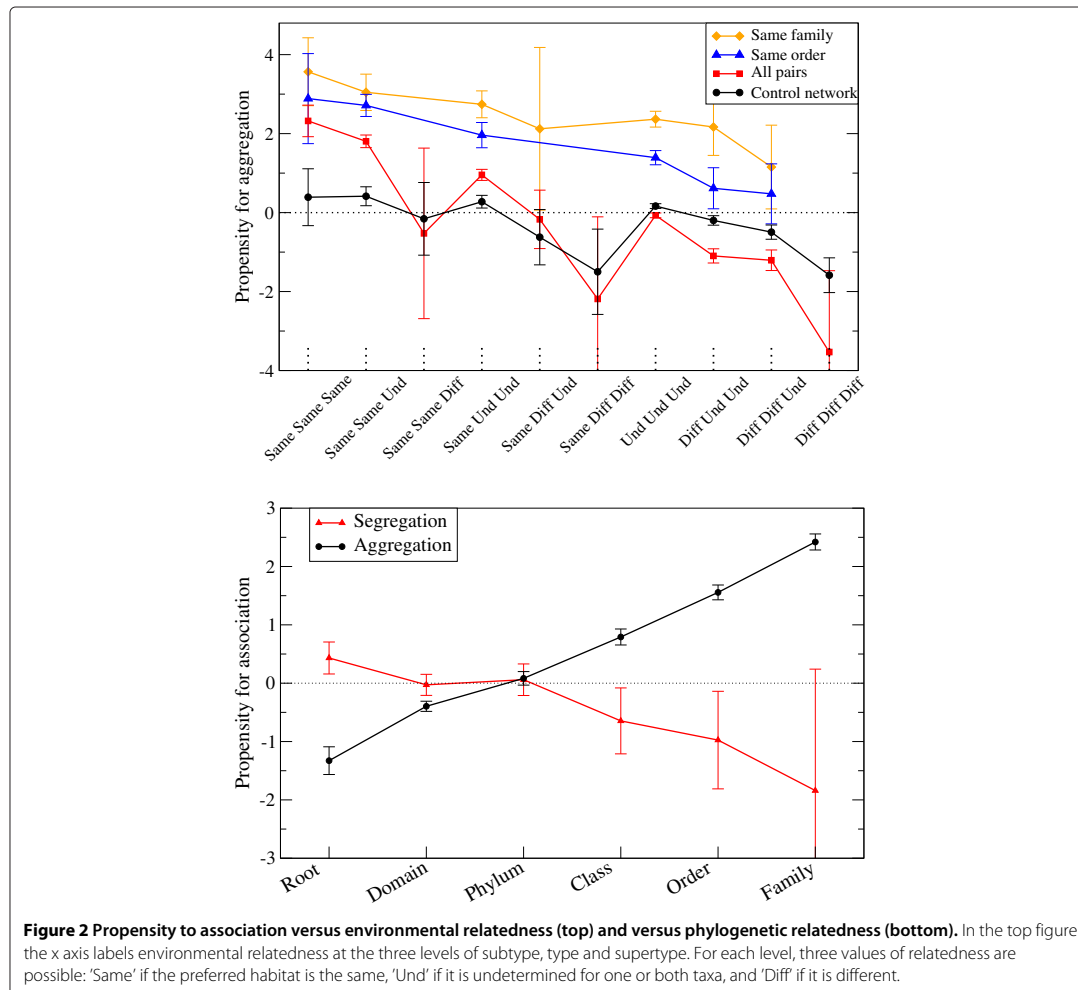 Same family
Same order
All pairs
Control network
Propensity for aggregation
4
2
0
-2
-4
Same Same Same
Same Same Und
Same Same Diff
Same Und Und
Same Diff Und
Same Diff Diff
Und Und Und
Diff Und Und
Diff Diff Und
Diff Diff Diff
Segregation
Aggregation
Propensity for association
3
2
1
0
-1
-2
-3
Root
Domain
Phylum
Class
Order
Family
Figure 2 Propensity to association versus environmental relatedness (top) and versus phylogenetic relatedness (bottom). In the top figure
the x axis labels environmental relatedness at the three levels of subtype, type and supertype. For each level, three values of relatedness are
possible: 'Same' if the preferred habitat is the same, 'Und' if it is undetermined for one or both taxa, and 'Diff' if it is different.